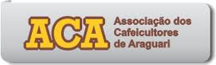 ACA
Associação dos
Cafeicultores
de Araguari